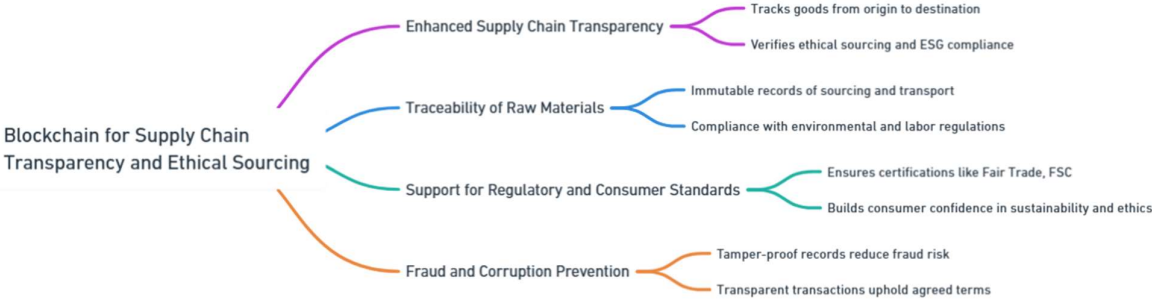 Blockchain for Supply Chain
Transparency and Ethical Sourcing
Enhanced Supply Chain Transparency
Tracks goods from origin to destination
Verifies ethical sourcing and ESG compliance
Traceability of Raw Materials
Immutable records of sourcing and transport
Compliance with environmental and labor regulations
Support for Regulatory and Consumer Standards
Ensures certifications like Fair Trade, FSC
Builds consumer confidence in sustainability and ethics
Fraud and Corruption Prevention
Tamper-proof records reduce fraud risk
Transparent transactions uphold agreed terms